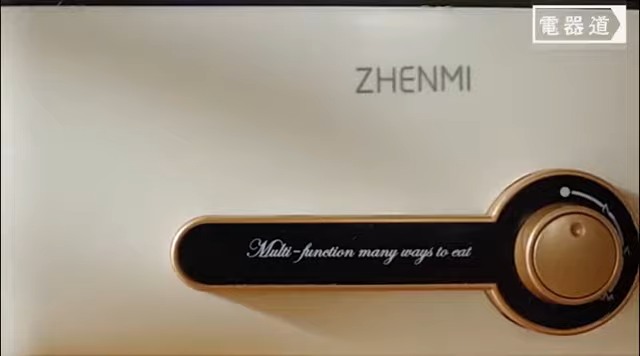 電器道
ZHENMI
Multi-function many ways to eat